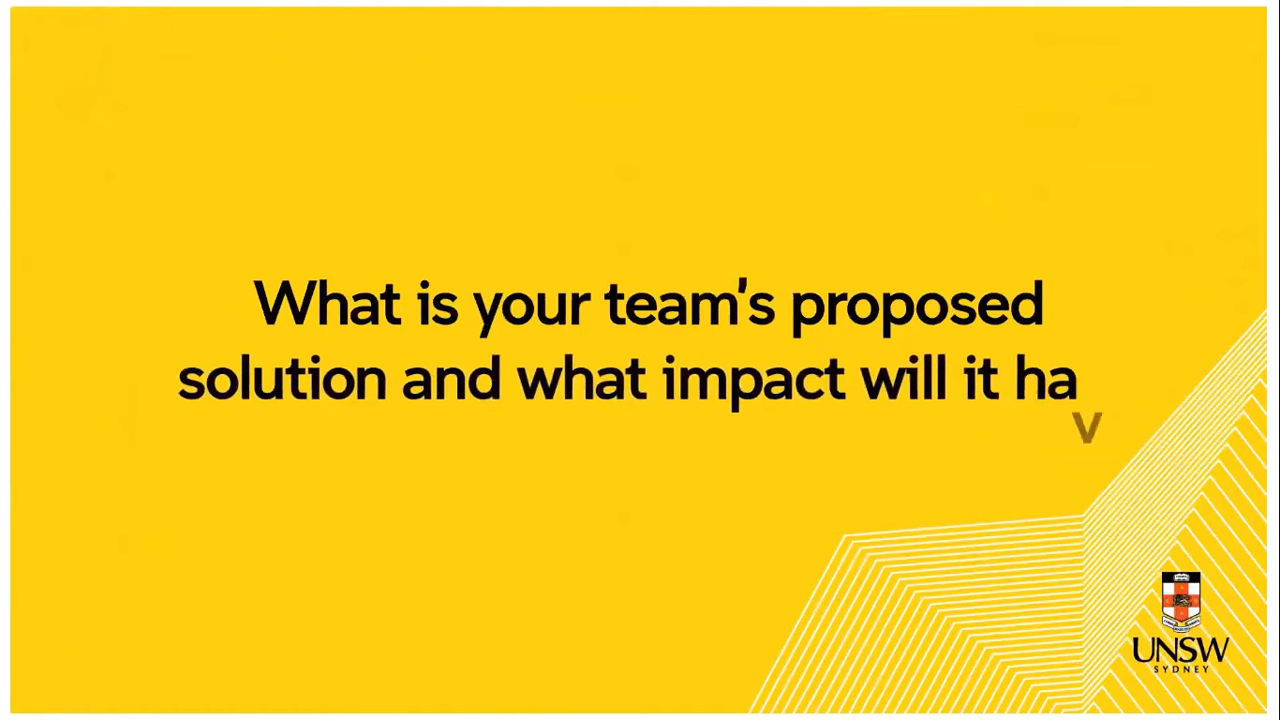 What is your team's proposed
solution and what impact will it ha
v
UNSW
SYDNEY